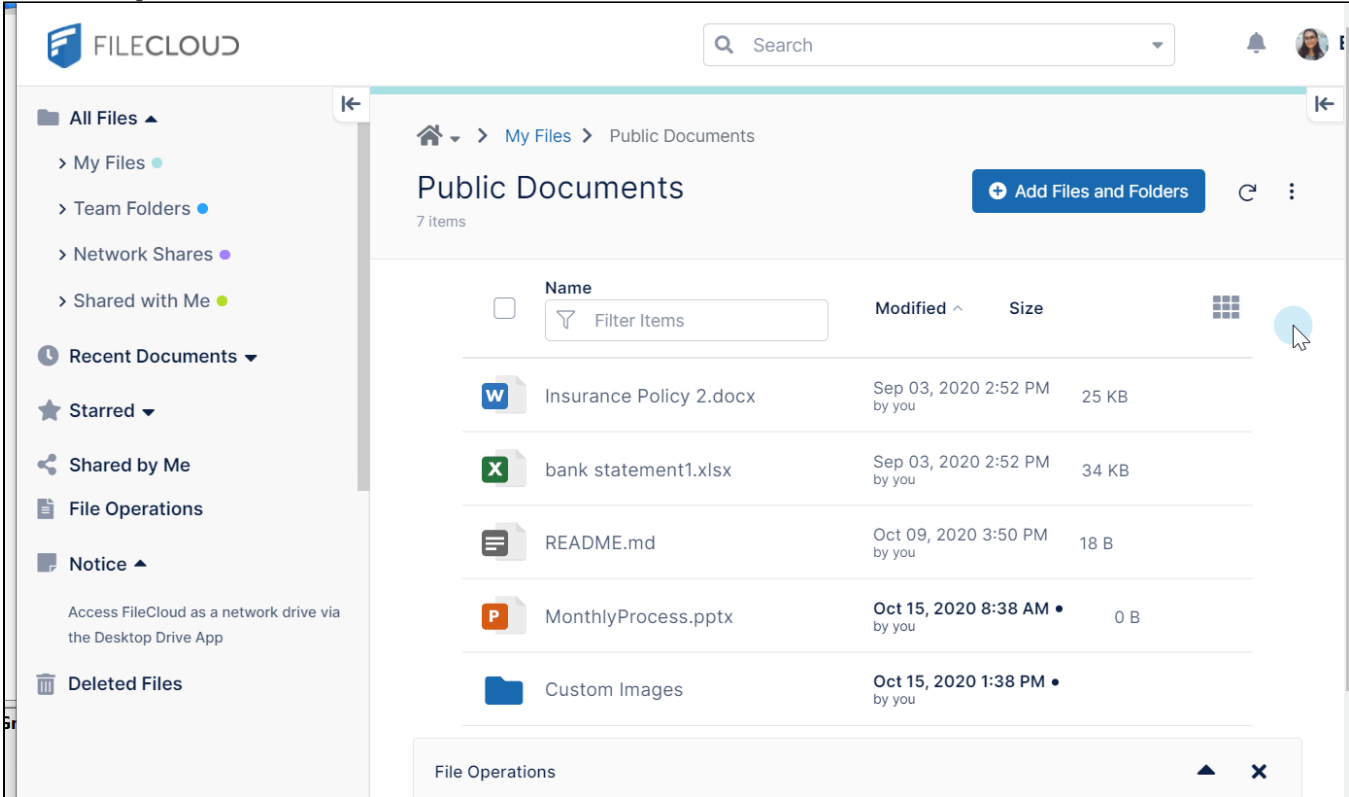 FILECLOUD
Search
All Files
My Files
Team Folders
Network Shares
Shared with Me
Recent Documents
Starred
Shared by Me
File Operations
Notice
Access FileCloud as a network drive via
the Desktop Drive App
Deleted Files
My Files Public Documents
Public Documents
7 items
Add Files and Folders
Name
Filter Items
Modified Size
Insurance Policy 2.docx Sep 03, 2020 2:52 PM 25 KB
by you
bank statement1.xlsx Sep 03, 2020 2:52 PM 34 KB
by you
README.md Oct 09, 2020 3:50 PM 18 B
by you
MonthlyProcess.pptx Oct 15, 2020 8:38 AM 0 B
by you
Custom Images Oct 15, 2020 1:38 PM
by you
File Operations